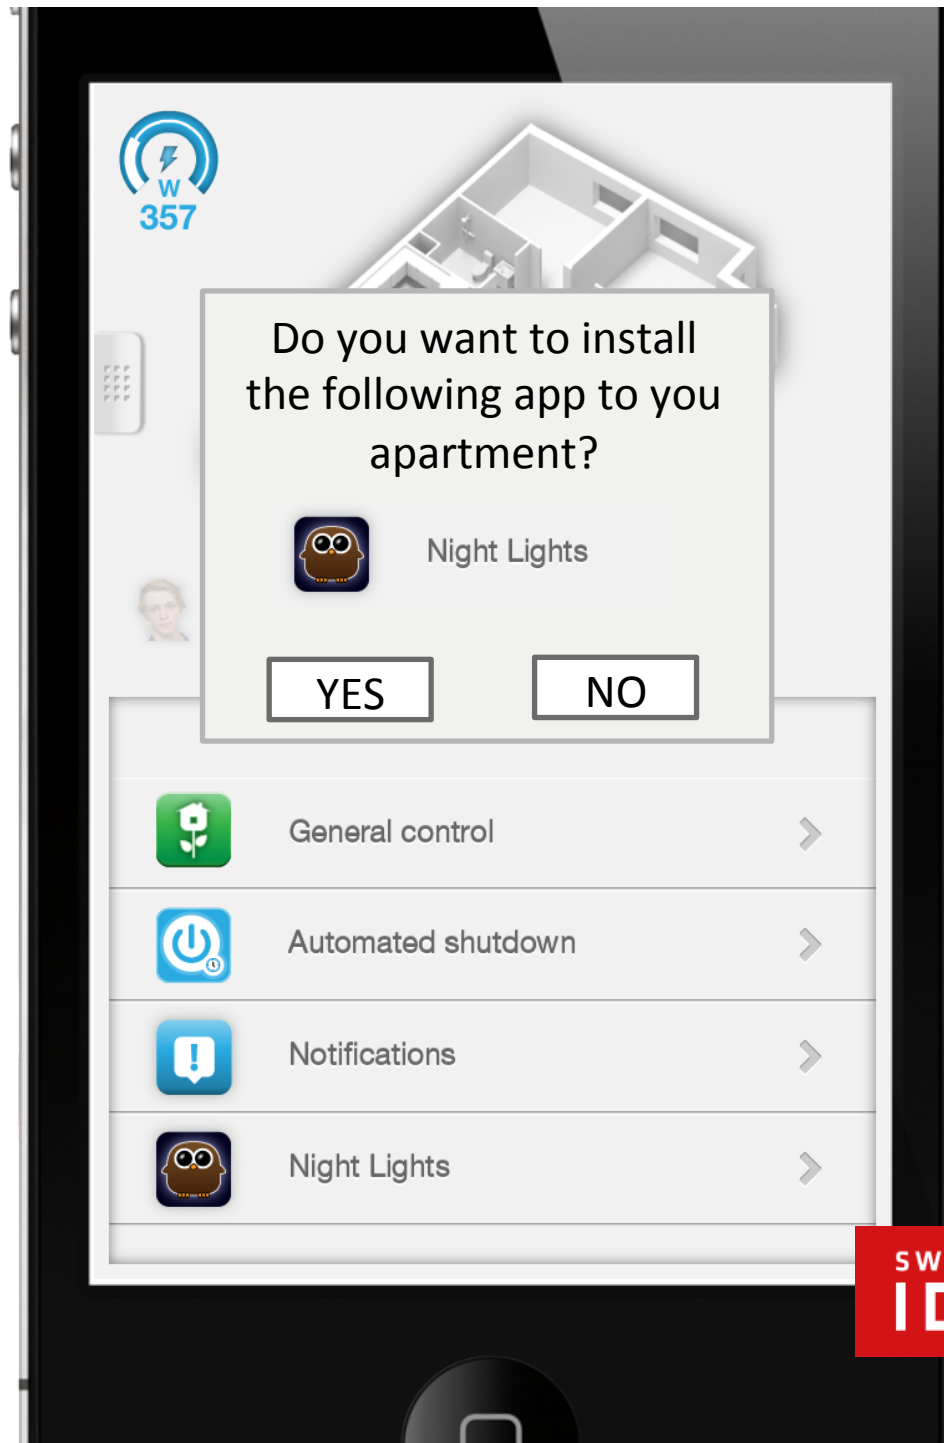 W
357
Do you want to install
the following app to you
apartment?
Night Lights
YES
NO
General control
Automated shutdown
Notifications
Night Lights
SW